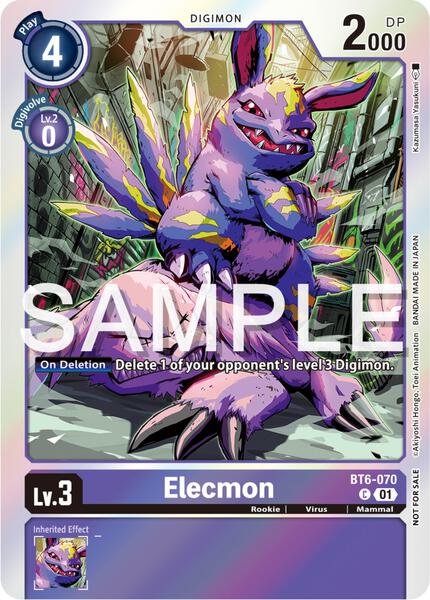 Play
4
DIGIMON
2000
DP
Digivolve
Lv.2
0
Kazumasa Yasukuni
SAMPLE
On Deletion Delete 1 of your opponent's level 3 Digimon.
©Akiyoshi Hongo, Toei Animation BANDAI MADE IN JAPAN
NOT FOR SALE
Lv.3
Elecmon
BT6-070
C 01
Rookie | Virus | Mammal
Inherited Effect
–